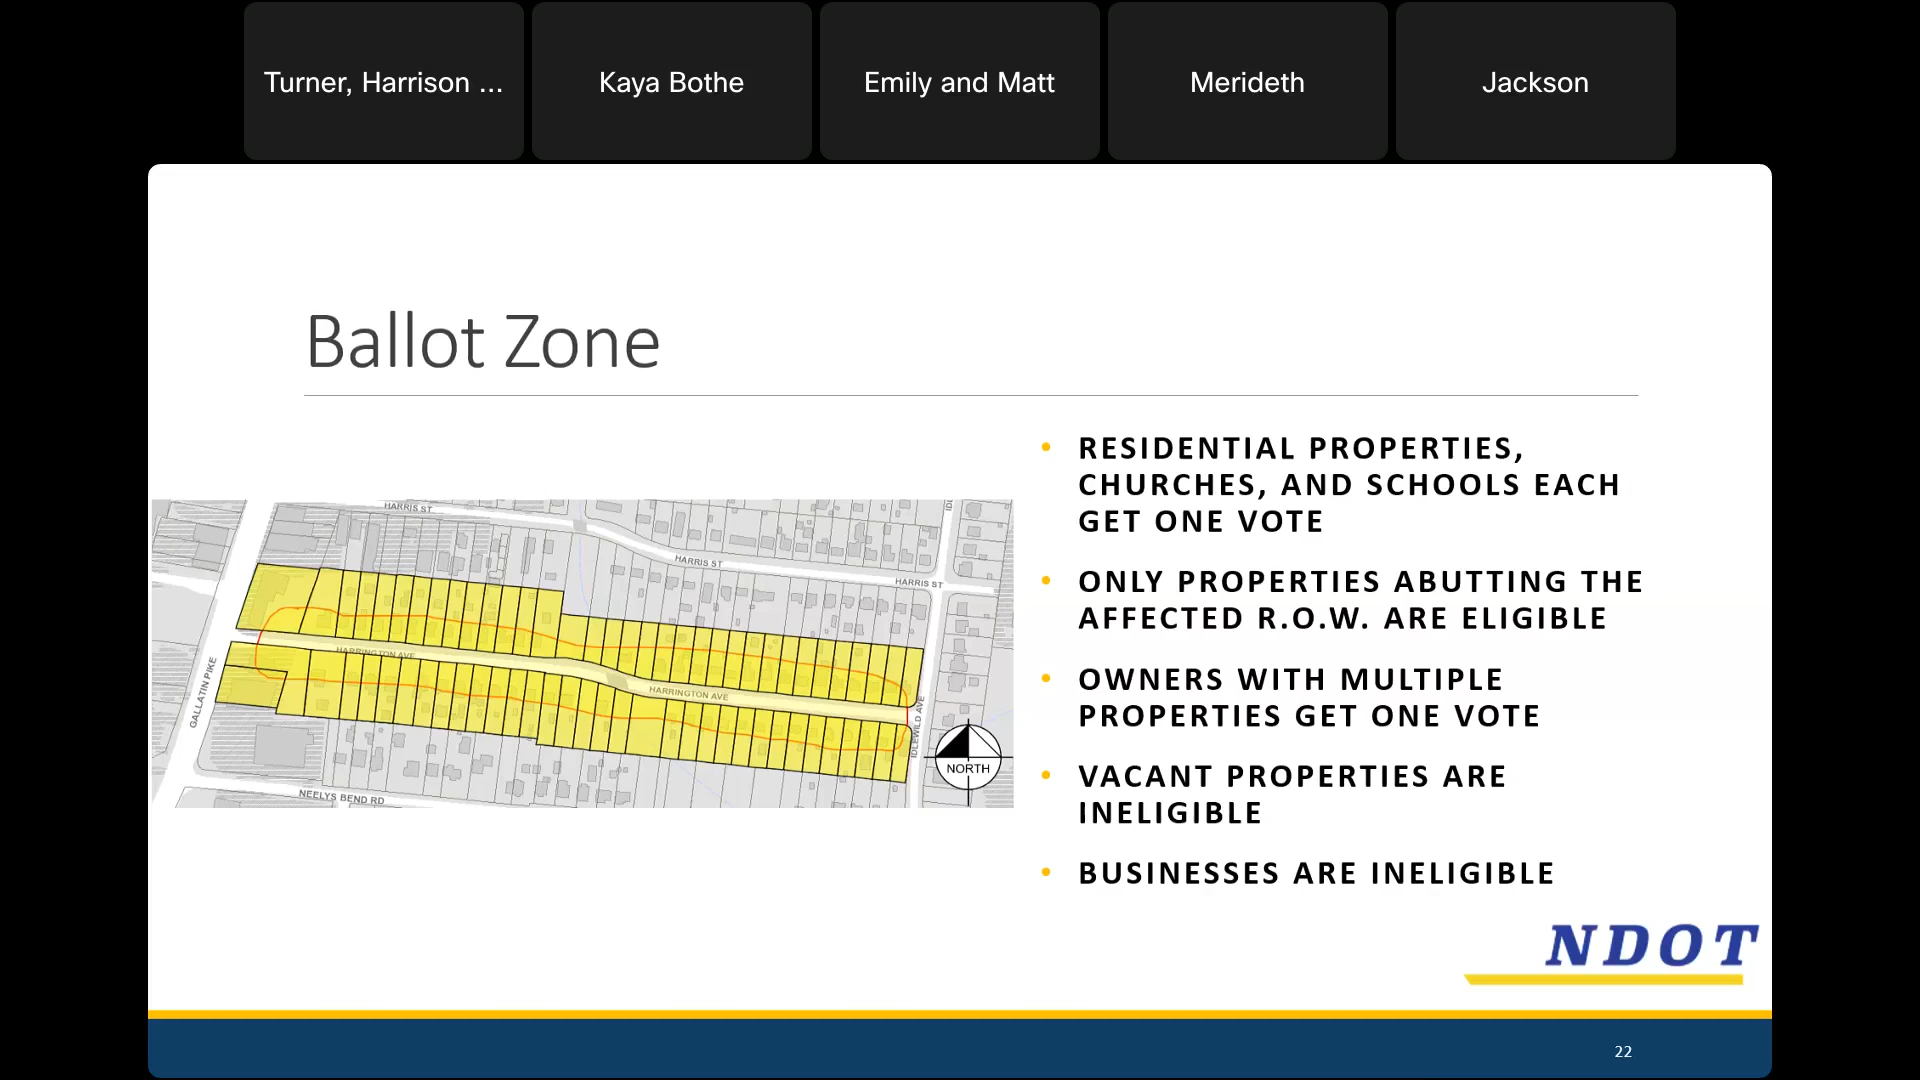 Turner, Harrison ...
Kaya Bothe
Emily and Matt
Merideth
Jackson
Ballot Zone
• RESIDENTIAL PROPERTIES,
CHURCHES, AND SCHOOLS EACH
GET ONE VOTE
• ONLY PROPERTIES ABUTTING THE
AFFECTED R.O.W. ARE ELIGIBLE
• OWNERS WITH MULTIPLE
PROPERTIES GET ONE VOTE
• VACANT PROPERTIES ARE
INELIGIBLE
• BUSINESSES ARE INELIGIBLE
HARRIS ST
HARRIS ST
HARRIS ST
HARRINGTON AVE
HARRINGTON AVE
GALLATIN PIKE
IDLEWILD AVE
NEELYS BEND RD
NORTH
NDOT
22